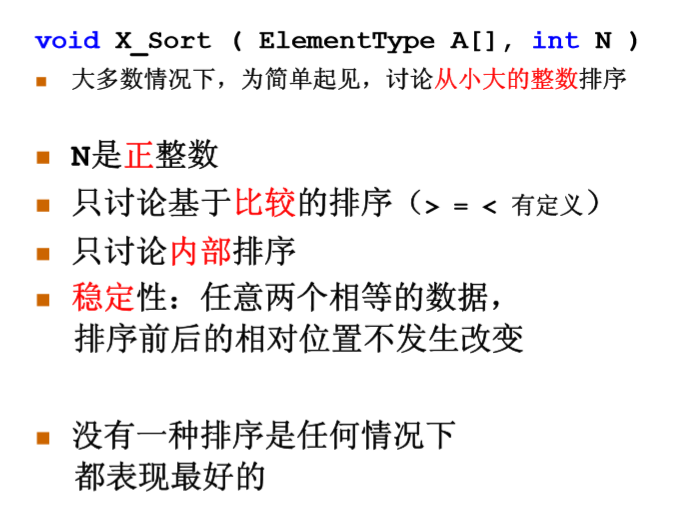 void X_Sort ( ElementType A[], int N )
大多数情况下，为简单起见，讨论从小大的整数排序
N是正整数
只讨论基于比较的排序（> = < 有定义）
只讨论内部排序
稳定性：任意两个相等的数据，
排序前后的相对位置不发生改变
没有一种排序是任何情况下
都表现最好的